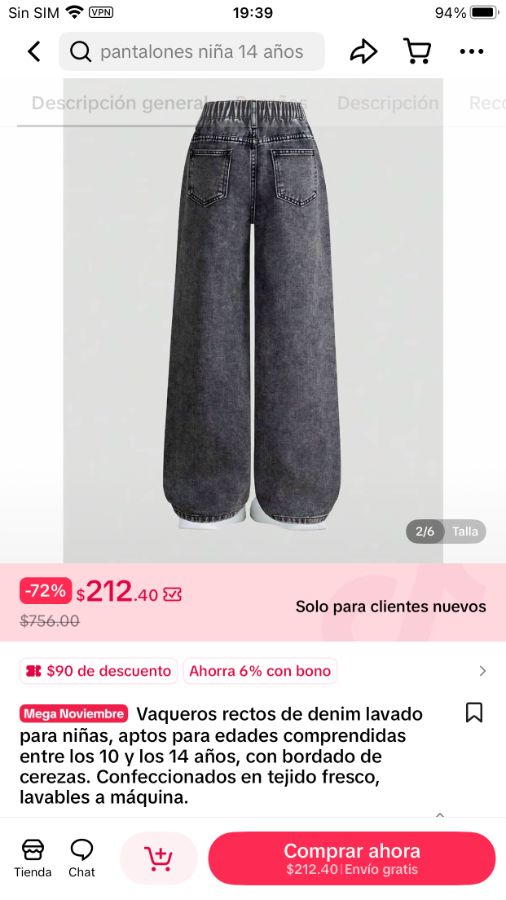 Sin SIM VPN 19:39 94%
pantalones niña 14 años
Descripción general Reseñas Descripción
2/6 Talla
-72% $212.40
Solo para clientes nuevos
$756.00
$90 de descuento Ahorra 6% con bono
Mega Noviembre Vaqueros rectos de denim lavado
para niñas, aptos para edades comprendidas
entre los 10 y los 14 años, con bordado de
cerezas. Confeccionados en tejido fresco,
lavables a máquina.
Tienda Chat Comprar ahora
$212.40 | Envío gratis